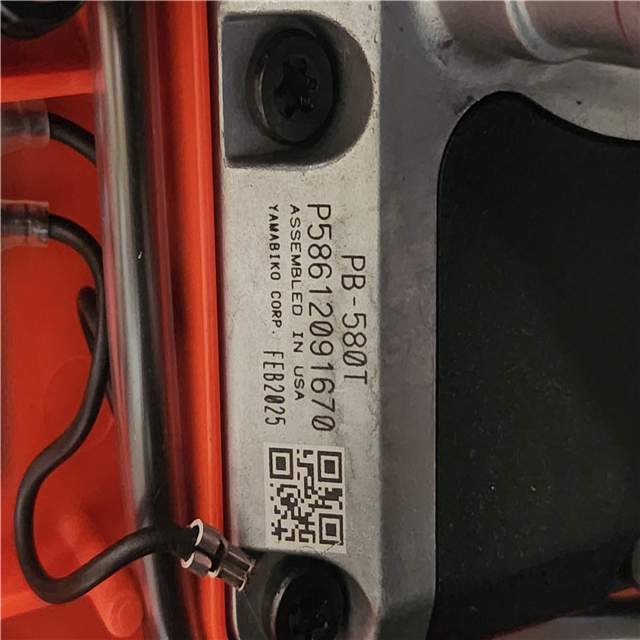 PB-580T
P58612091670
ASSEMBLED IN USA
YAMABIKO CORP. FEB2025